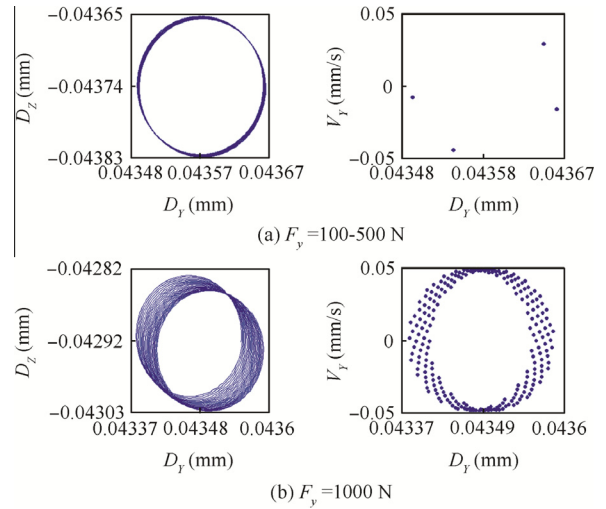 −0.04365
−0.04374
−0.04383
D_Z (mm)
0.04348 0.04357 0.04367
D_Y (mm)
0.05
0
−0.05
V_Y (mm/s)
0.04348 0.04358 0.04367
D_Y (mm)
(a) F_y =100-500 N
−0.04282
−0.04292
−0.04303
D_Z (mm)
0.04337 0.04348 0.0436
D_Y (mm)
0.05
0
−0.05
V_Y (mm/s)
0.04337 0.04349 0.0436
D_Y (mm)
(b) F_y =1000 N